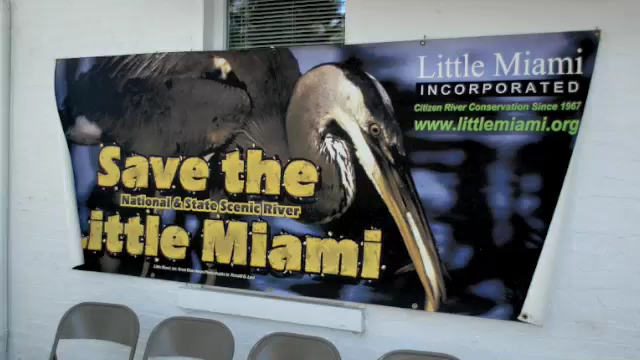 Little Miami
INCORPORATED
Citizen River Conservation Since 1967
www.littlemiami.org
Save the
National & State Scenic River
Little Miami